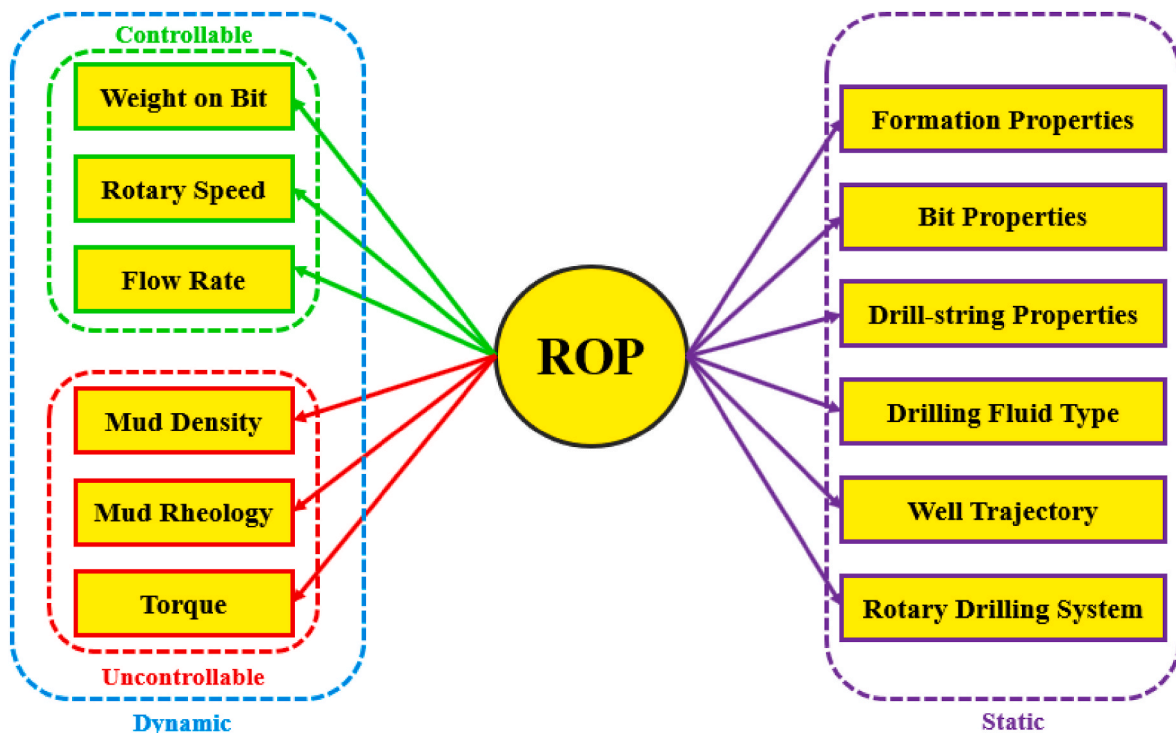 Controllable
Weight on Bit
Rotary Speed
Flow Rate
Mud Density
Mud Rheology
Torque
Uncontrollable
Dynamic
ROP
Formation Properties
Bit Properties
Drill-string Properties
Drilling Fluid Type
Well Trajectory
Rotary Drilling System
Static